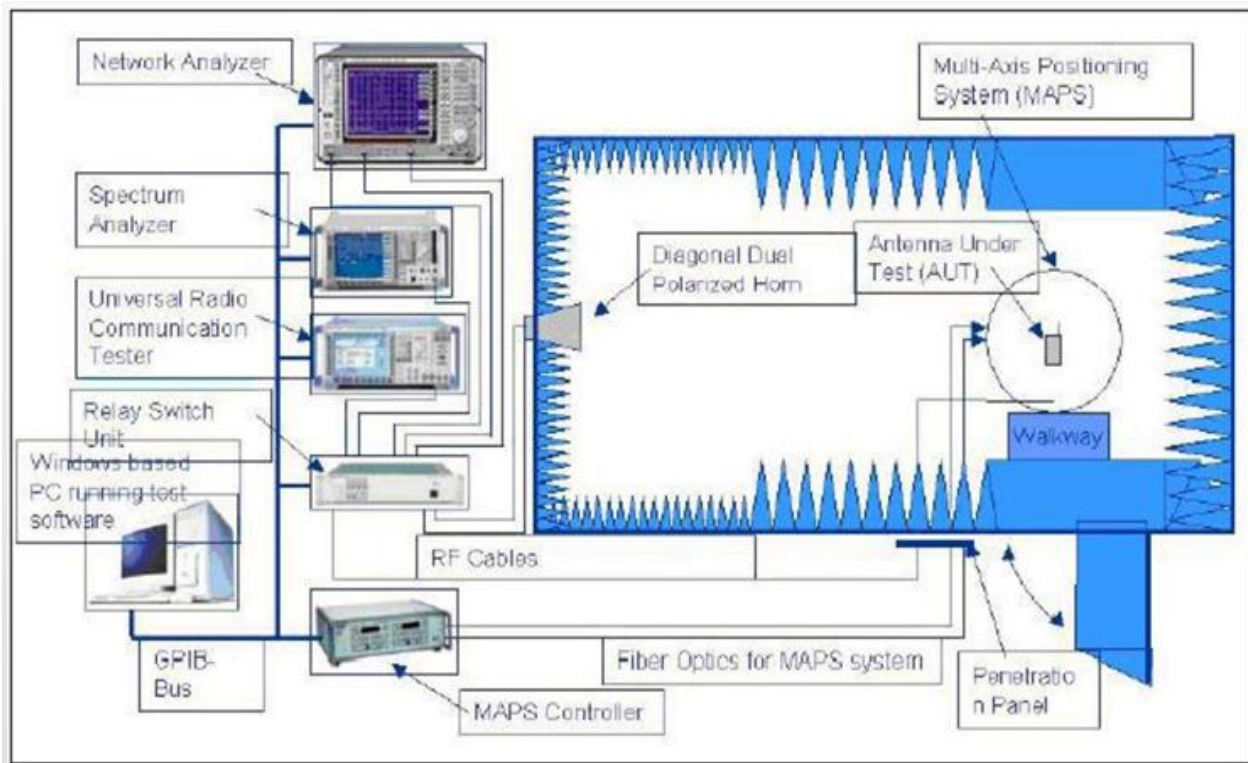 Network Analyzer
Multi-Axis Positioning
System (MAPS)
Spectrum
Analyzer
Diagonal Dual
Polarized Horn
Antenna Under
Test (AUT)
Universal Radio
Communication
Tester
Relay Switch
Unit
Walkway
Windows based
PC running test
software
RF Cables
GPIB-
Bus
Fiber Optics for MAPS system
Penetratio
n Panel
MAPS Controller